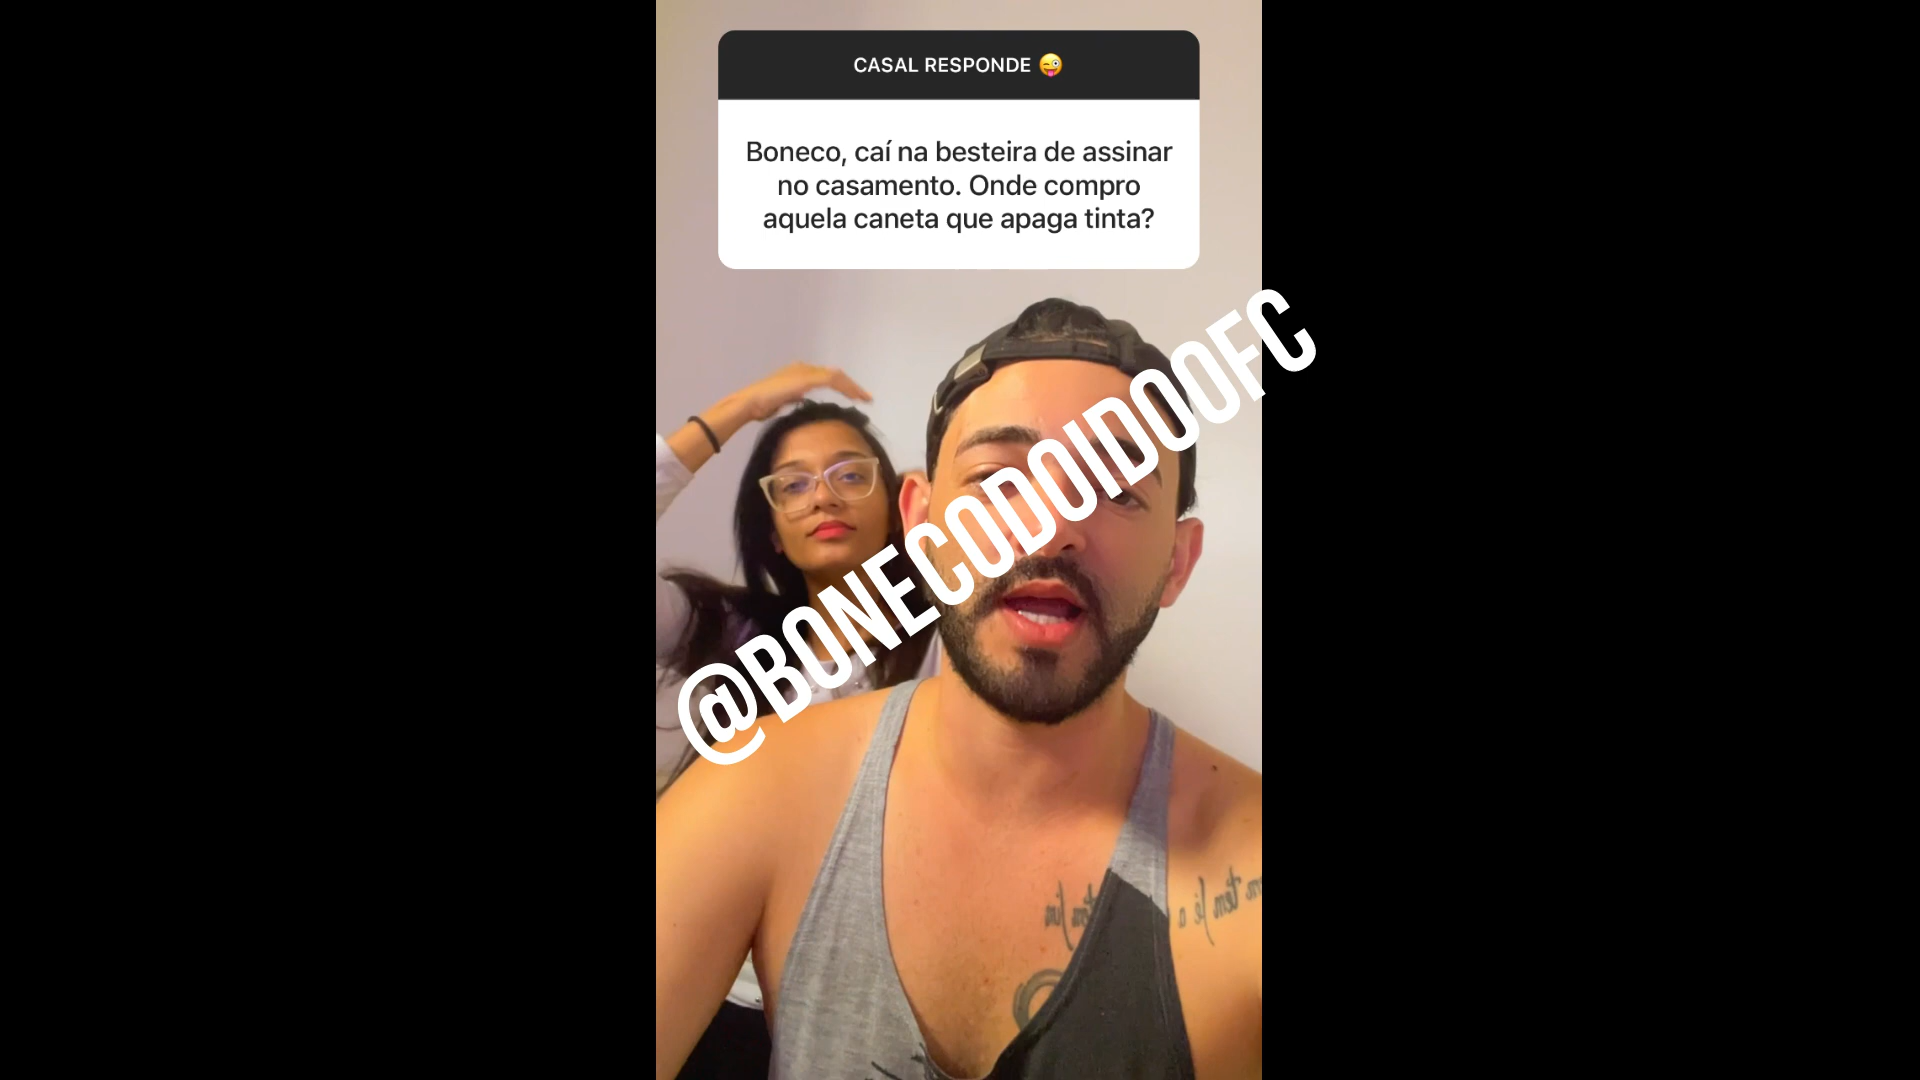 CASAL RESPONDE 😜
Boneco, caí na besteira de assinar
no casamento. Onde compro
aquela caneta que apaga tinta?
@BONECODOIDOOFC